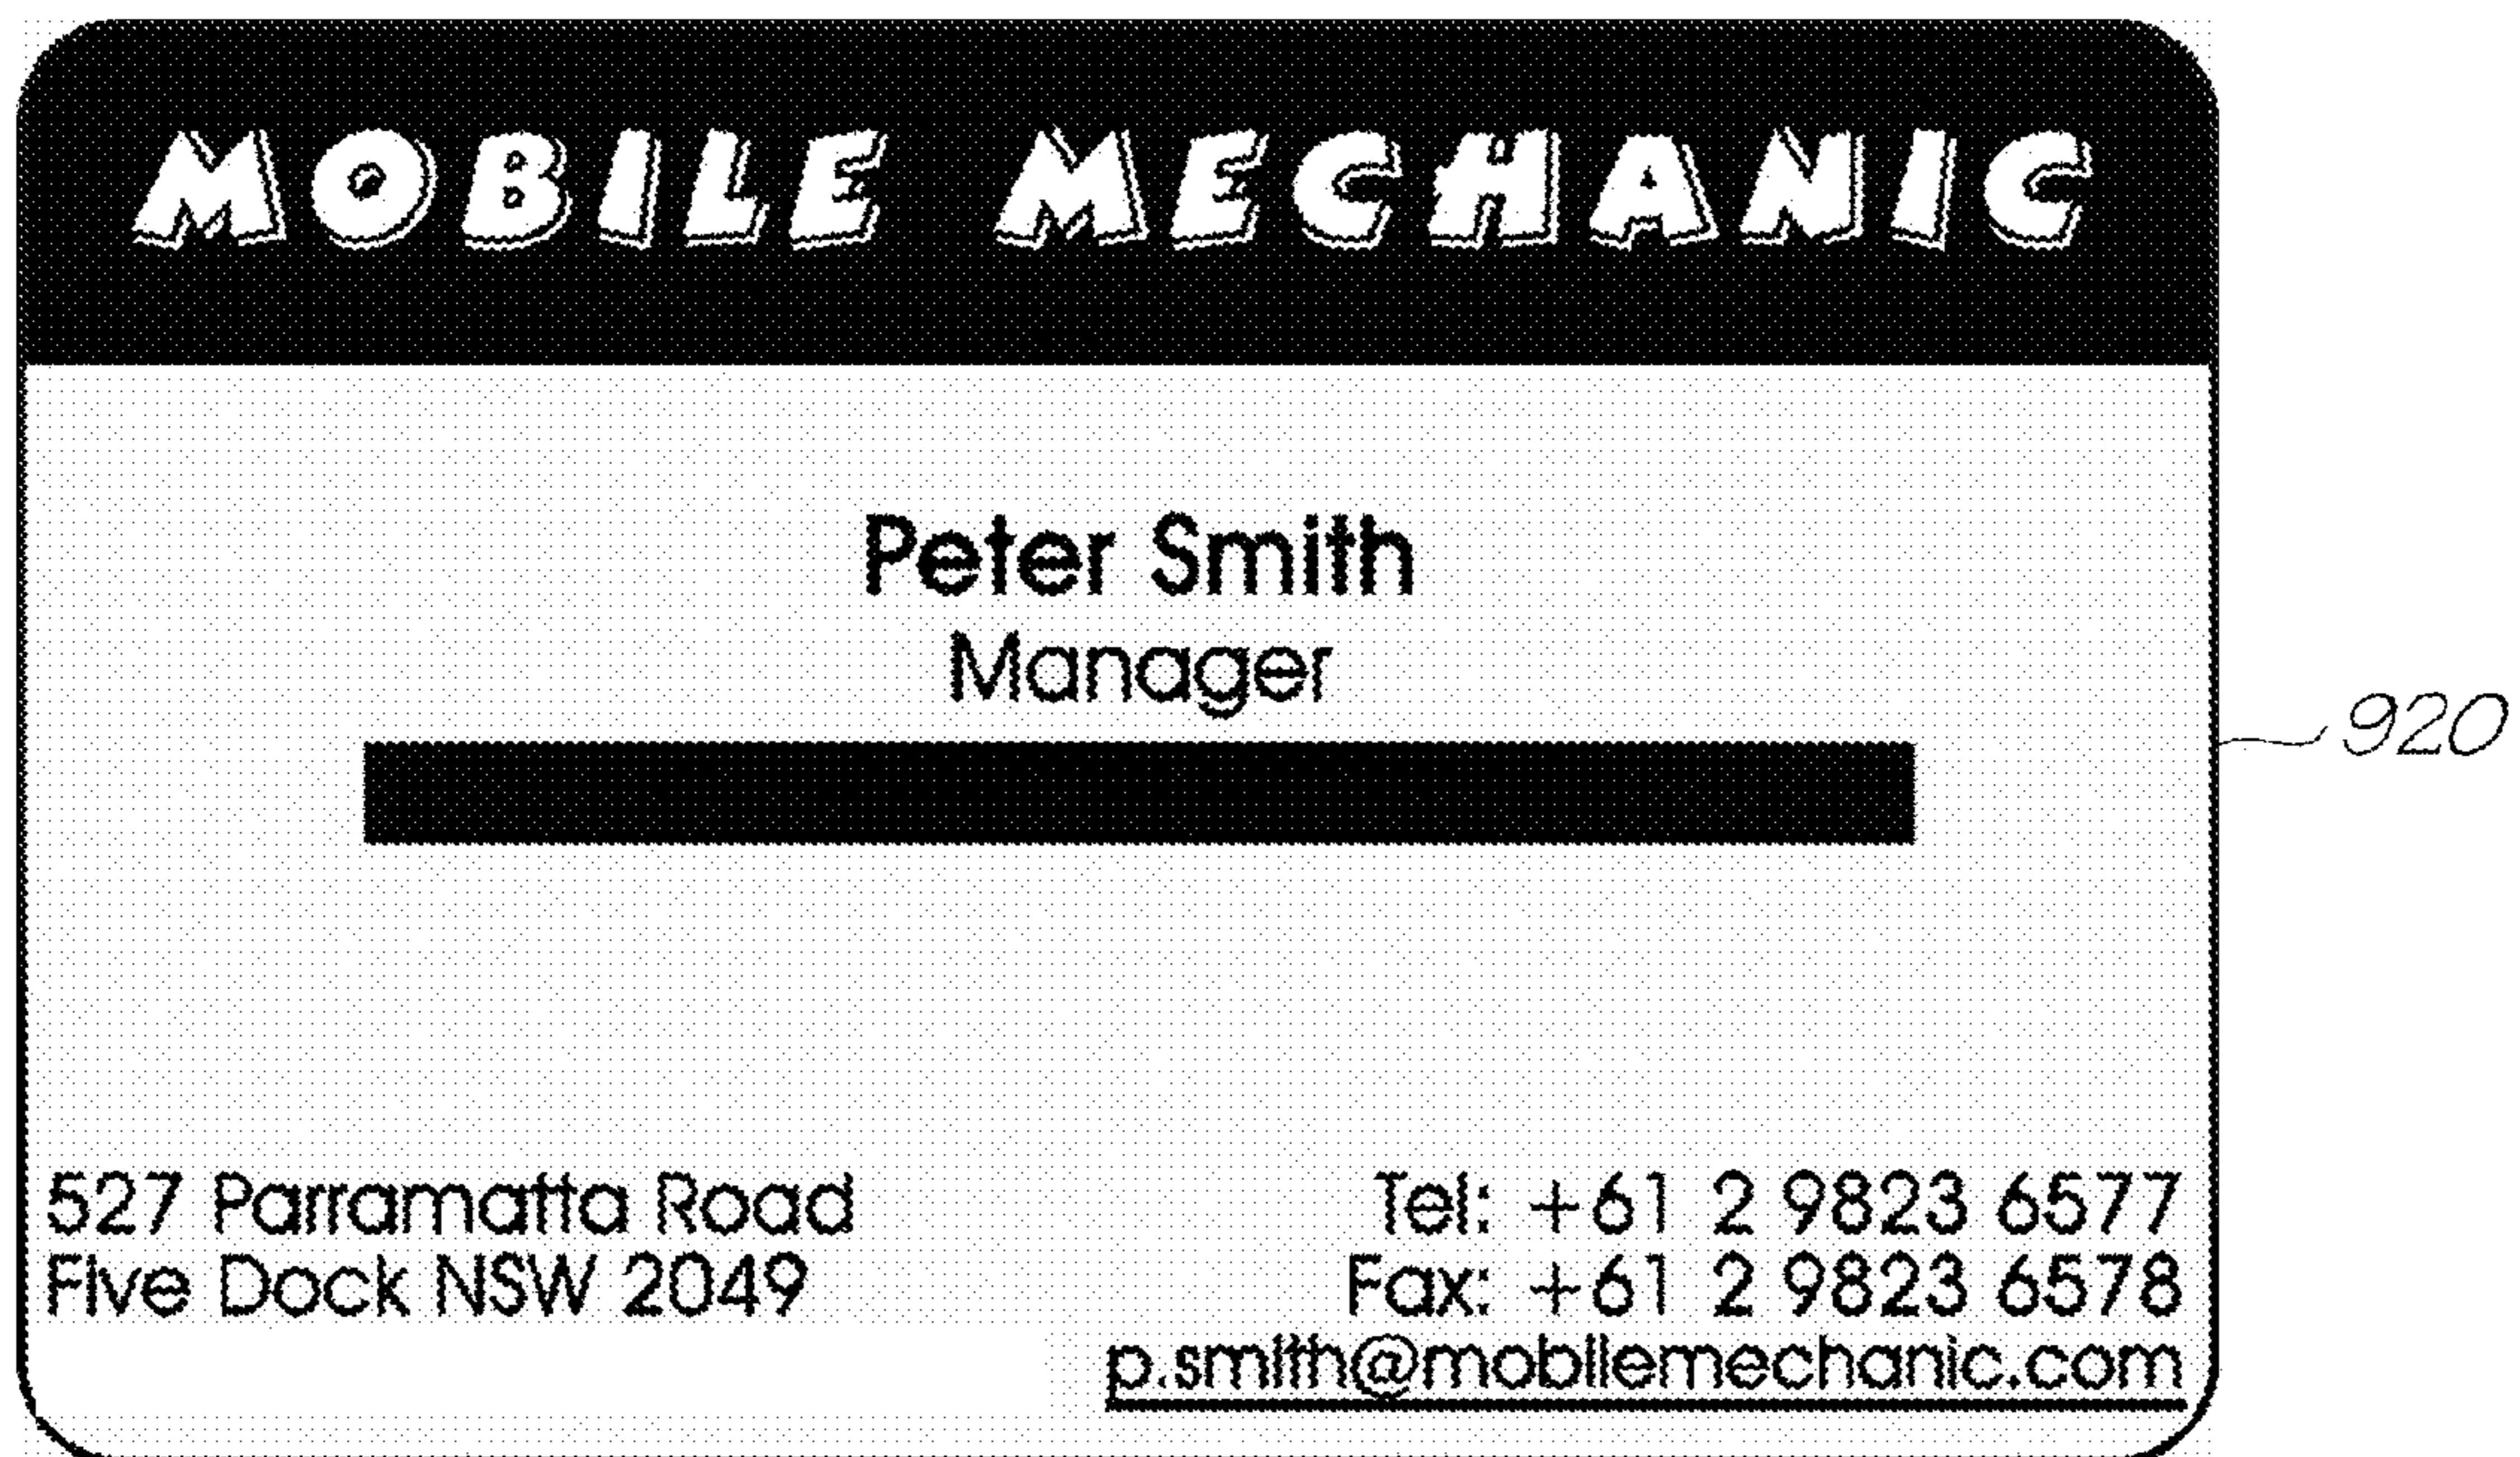 MOBILE MECHANIC
Peter Smith
Manager
920
527 Parramatta Road
Five Dock NSW 2049
Tel: +61 2 9823 6577
Fax: +61 2 9823 6578
p.smith@mobilemechanic.com